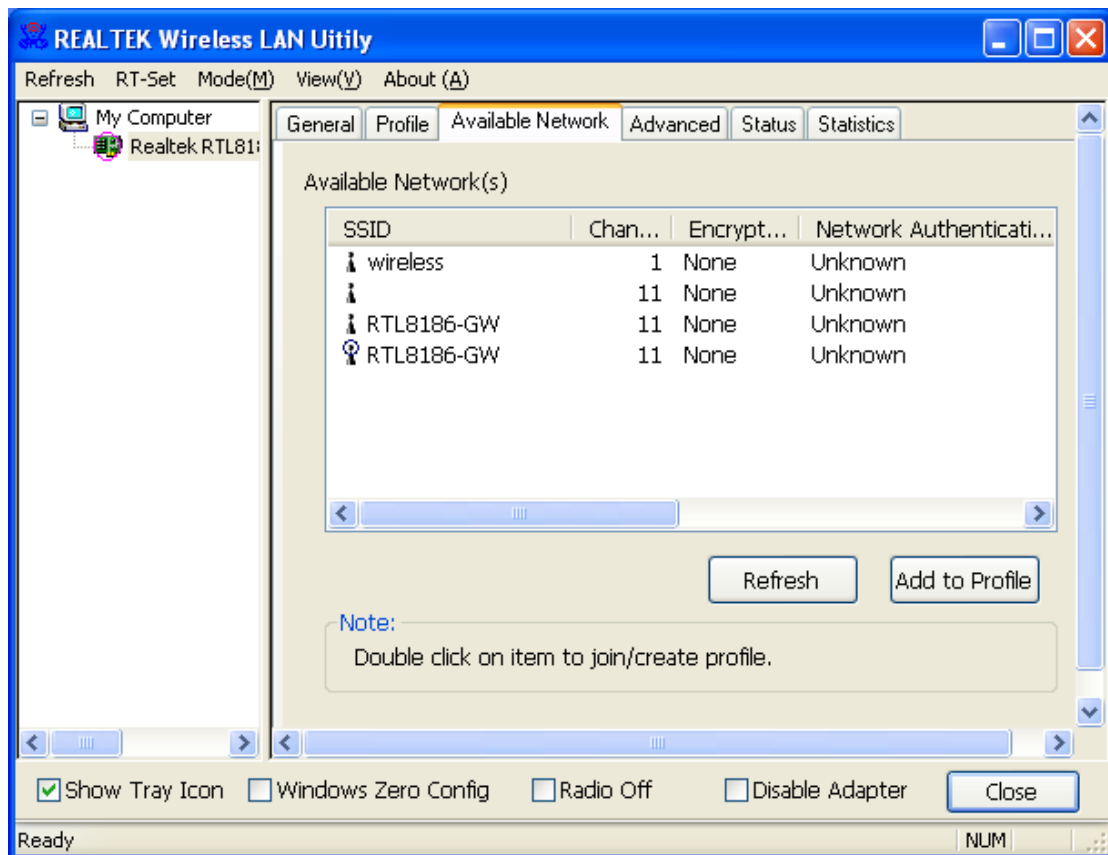 REALTEK Wireless LAN Uitily
Refresh RT-Set Mode(M) View(V) About (A)
My Computer
Realtek RTL81
General Profile Available Network Advanced Status Statistics
Available Network(s)
SSID Chan... Encrypt... Network Authenticati...
wireless 1 None Unknown
11 None Unknown
RTL8186-GW 11 None Unknown
RTL8186-GW 11 None Unknown
Refresh Add to Profile
Note:
Double click on item to join/create profile.
Show Tray Icon Windows Zero Config Radio Off Disable Adapter Close
Ready NUM